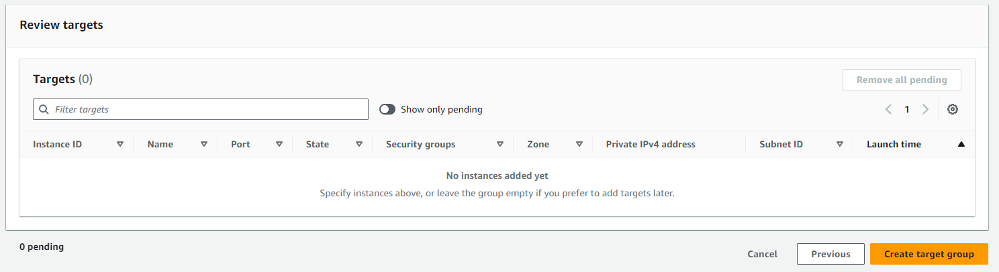 Review targets
Targets (0)
Remove all pending
Filter targets
Show only pending
1
Instance ID Name Port State Security groups Zone Private IPv4 address Subnet ID Launch time
No instances added yet
Specify instances above, or leave the group empty if you prefer to add targets later.
0 pending
Cancel
Previous
Create target group